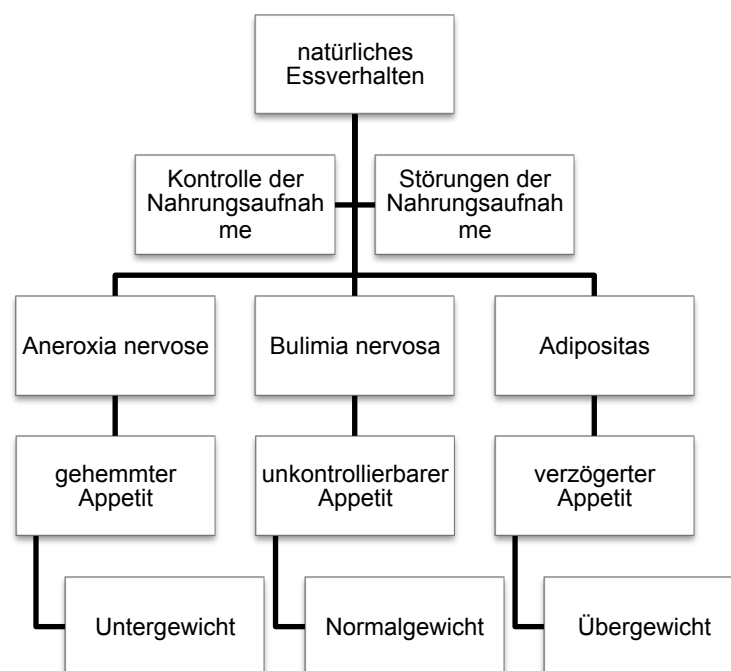 natürliches
Essverhalten
Kontrolle der
Nahrungsaufnah
me
Störungen der
Nahrungsaufnah
me
Aneroxia nervose
Bulimia nervosa
Adipositas
gehemmter
Appetit
unkontrollierbarer
Appetit
verzögerter
Appetit
Untergewicht
Normalgewicht
Übergewicht